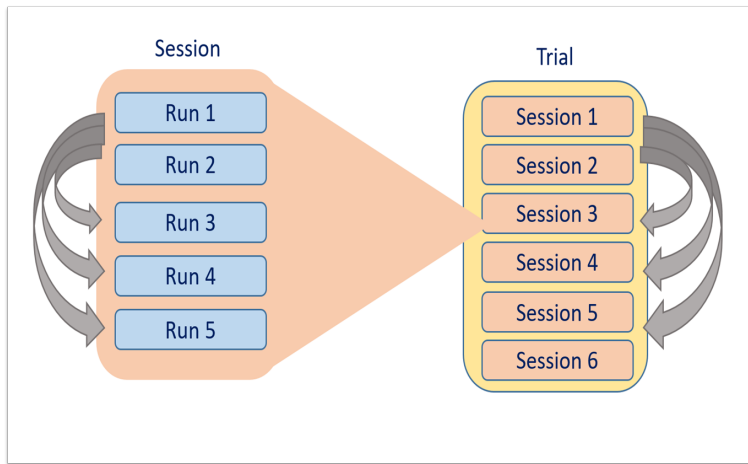 Session
Run 1
Run 2
Run 3
Run 4
Run 5
Trial
Session 1
Session 2
Session 3
Session 4
Session 5
Session 6